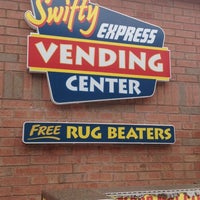 Swifty
EXPRESS
VENDING
CENTER
FREE RUG BEATERS